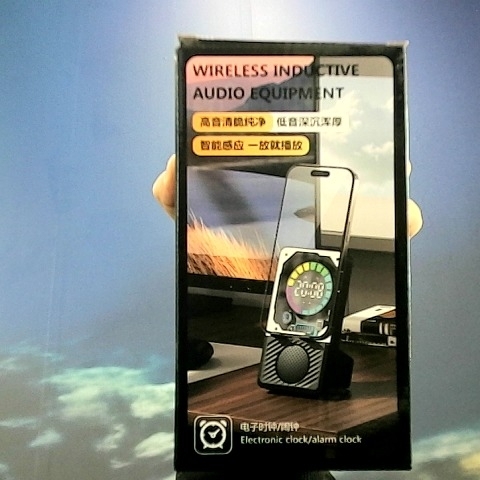 WIRELESS INDUCTIVE
AUDIO EQUIPMENT
高音清脆纯净 低音深沉浑厚
智能感应 一放就播放
20:08
电子时钟/闹钟
Electronic clock/alarm clock